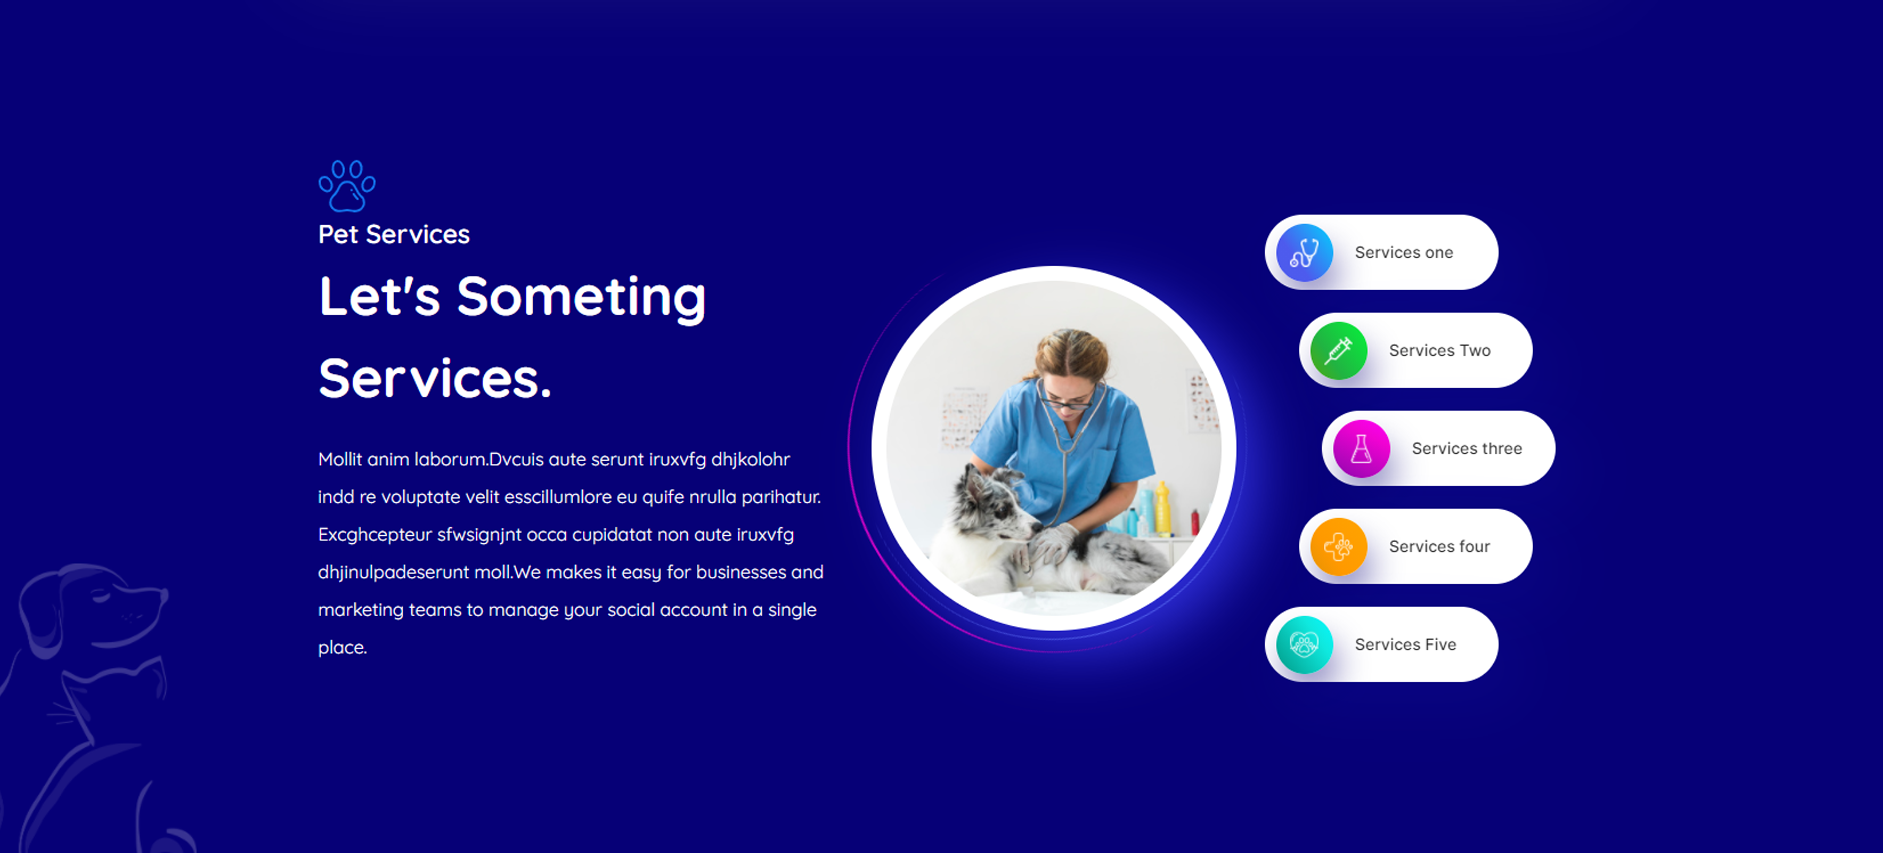 Pet Services
Let's Someting
Services.
Mollit anim laborum.Dvcuis aute serunt iruxvfg dhjkolohr
indd re voluptate velit esscillumlore eu quife nrulla parihatur.
Excghcepteur sfwsignjnt occa cupidatat non aute iruxvfg
dhjinulpadeserunt moll.We makes it easy for businesses and
marketing teams to manage your social account in a single
place.
Services one
Services Two
Services three
Services four
Services Five